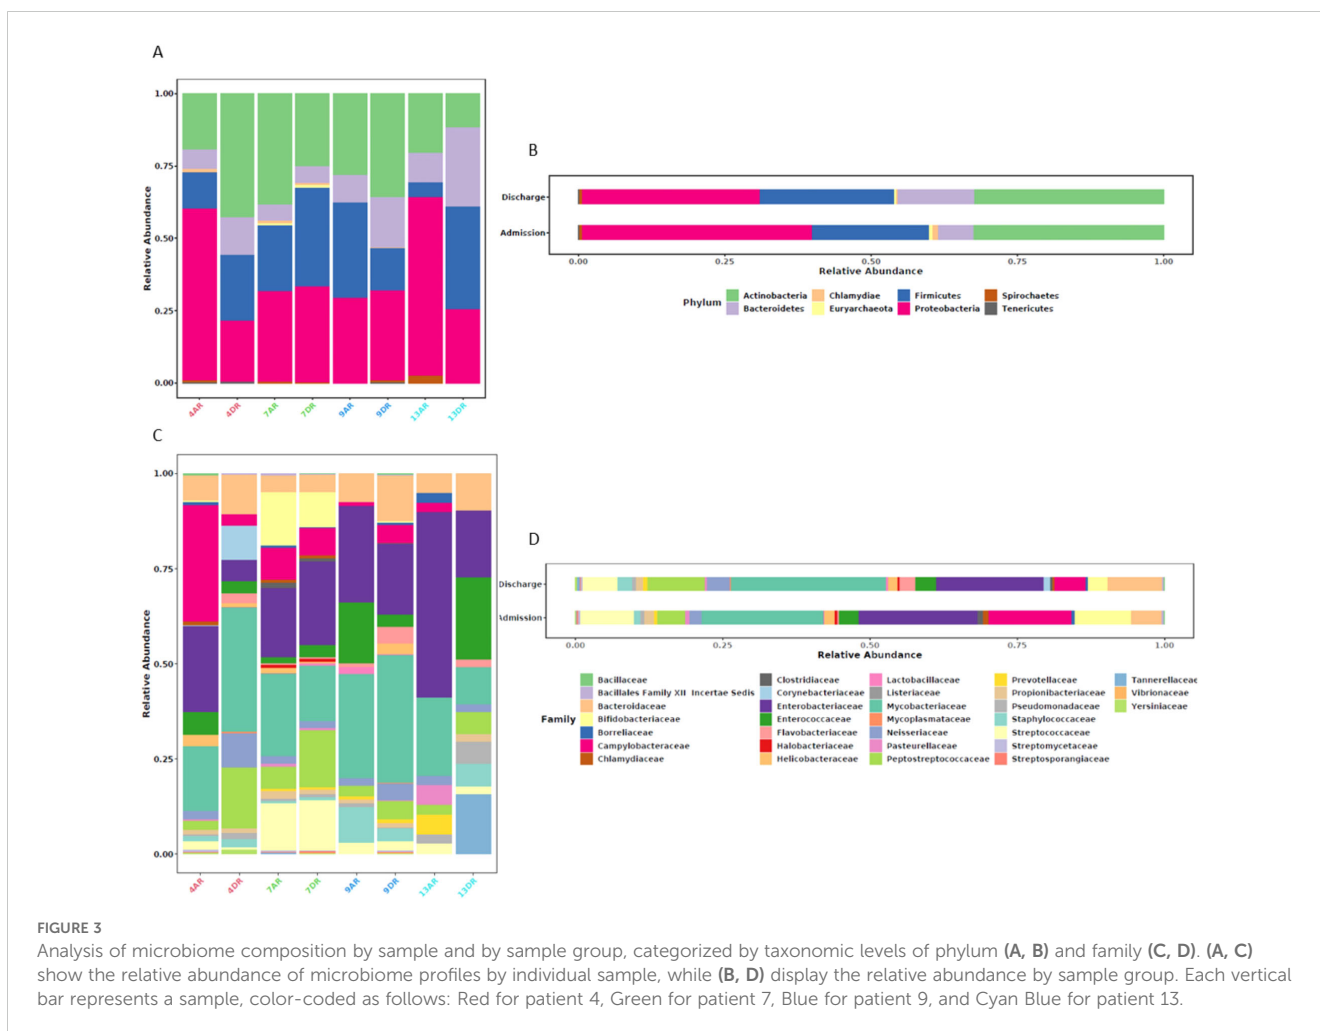 A
1.00
0.75
0.50
0.25
0.00
Relative Abundance
4AR
4DR
7AR
7DR
9AR
9DR
13AR
13DR
B
Discharge
Admission
0.00
0.25
0.50
0.75
1.00
Relative Abundance
Phylum
Actinobacteria
Bacteroidetes
Chlamydiae
Euryarchaeota
Firmicutes
Proteobacteria
Spirochaetes
Tenericutes
C
1.00
0.75
0.50
0.25
0.00
Relative Abundance
4AR
4DR
7AR
7DR
9AR
9DR
13AR
13DR
D
Discharge
Admission
0.00
0.25
0.50
0.75
1.00
Relative Abundance
Family
Bacillaceae
Bacillales Family XII Incertae Sedis
Bacteroidaceae
Bifidobacteriaceae
Borreliaceae
Campylobacteraceae
Chlamydiaceae
Clostridiaceae
Corynebacteriaceae
Enterobacteriaceae
Enterococcaceae
Flavobacteriaceae
Halobacteriaceae
Helicobacteraceae
Lactobacillaceae
Listeriaceae
Mycobacteriaceae
Mycoplasmataceae
Neisseriaceae
Pasteurellaceae
Peptostreptococcaceae
Prevotellaceae
Propionibacteriaceae
Pseudomonadaceae
Staphylococcaceae
Streptococcaceae
Streptomycetaceae
Streptosporangiaceae
Tannerellaceae
Vibrionaceae
Yersiniaceae
FIGURE 3
Analysis of microbiome composition by sample and by sample group, categorized by taxonomic levels of phylum (A, B) and family (C, D). (A, C)
show the relative abundance of microbiome profiles by individual sample, while (B, D) display the relative abundance by sample group. Each vertical
bar represents a sample, color-coded as follows: Red for patient 4, Green for patient 7, Blue for patient 9, and Cyan Blue for patient 13.